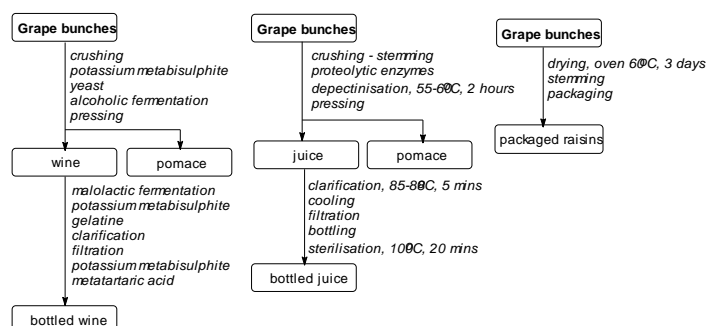 Grape bunches
crushing
potassium metabisulphite
yeast
alcoholic fermentation
pressing
wine
pomace
malolactic fermentation
potassium metabisulphite
gelatine
clarification
filtration
potassium metabisulphite
metatartaric acid
bottled wine
Grape bunches
crushing - stemming
proteolytic enzymes
depectinisation, 55-60ºC, 2 hours
pressing
juice
pomace
clarification, 85-88ºC, 5 mins
cooling
filtration
bottling
sterilisation, 100ºC, 20 mins
bottled juice
Grape bunches
drying, oven 60ºC, 3 days
stemming
packaging
packaged raisins